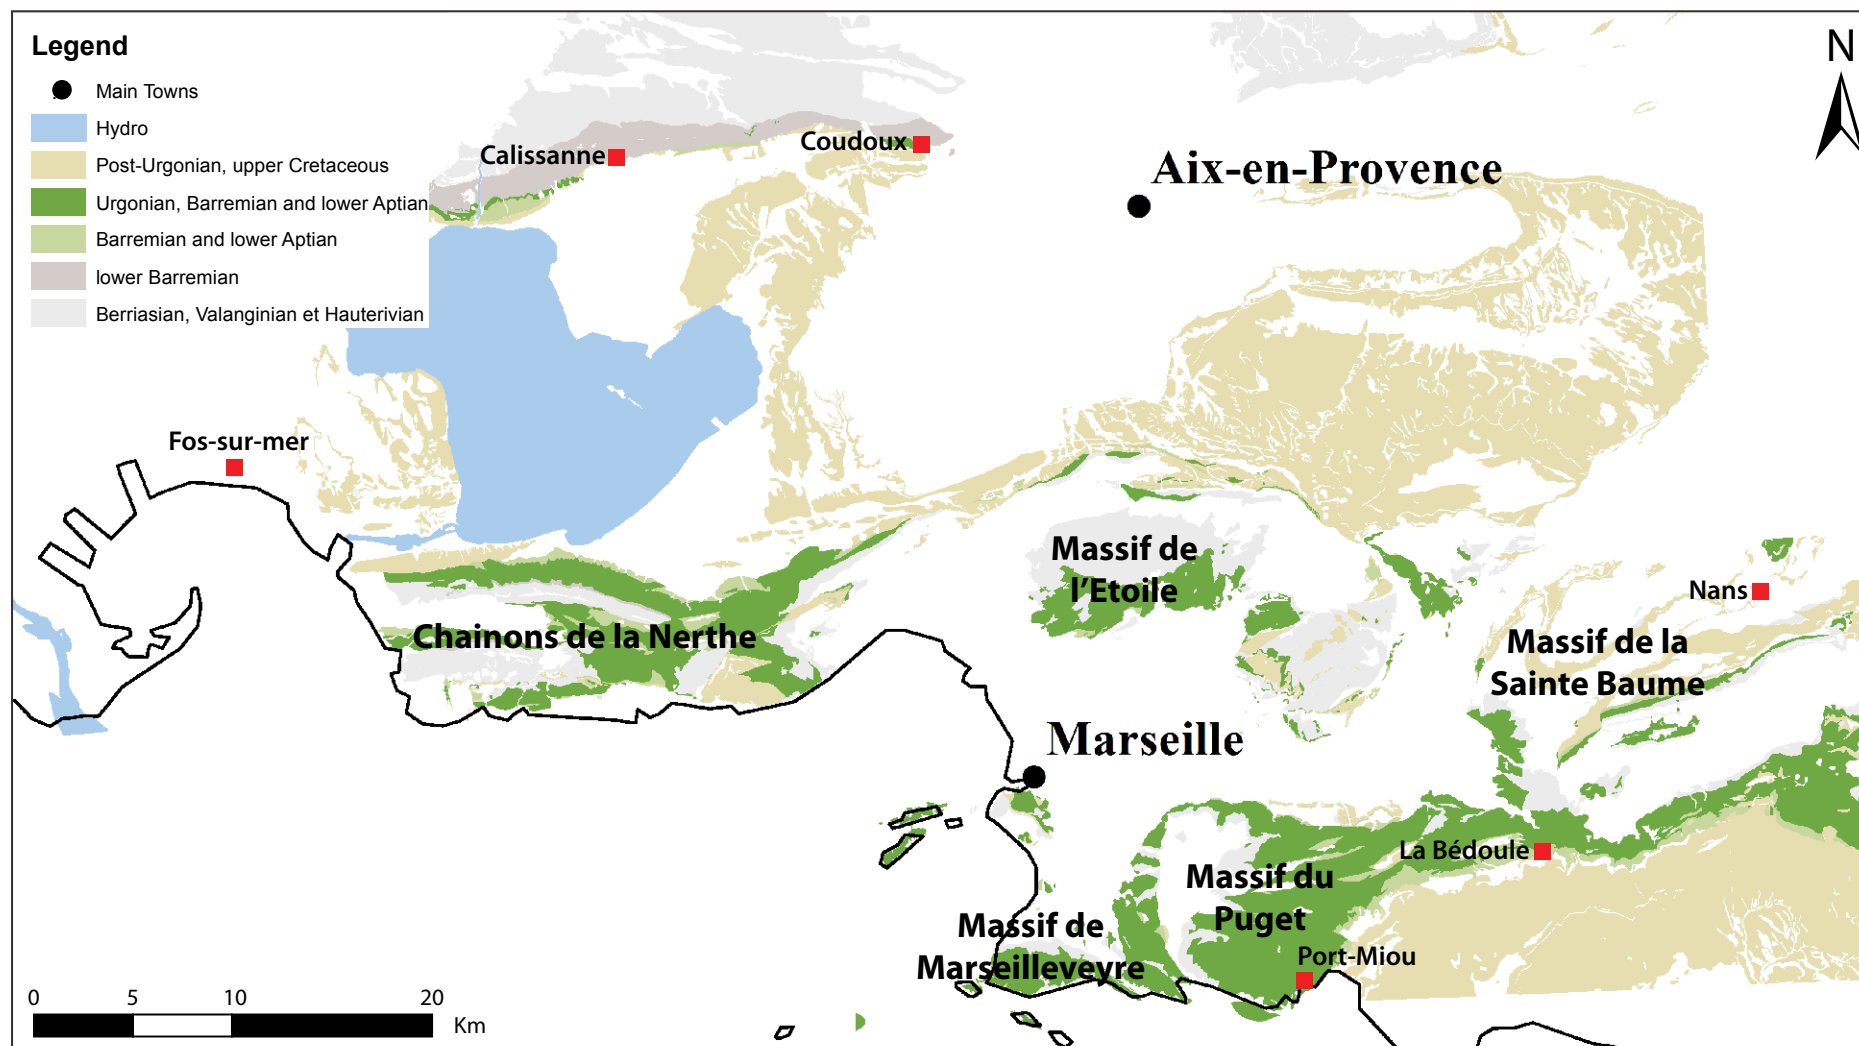 Legend
Main Towns
Hydro
Post-Urgonian, upper Cretaceous
Urgonian, Barremian and lower Aptian
Barremian and lower Aptian
lower Barremian
Berriasian, Valanginian et Hauterivian
N
Calissanne
Coudoux
Aix-en-Provence
Fos-sur-mer
Massif de
l'Etoile
Nans
Chainons de la Nerthe
Massif de la
Sainte Baume
Marseille
La Bédoule
Massif du
Puget
Massif de
Marseilleveyre
Port-Miou
0 5 10 20
Km